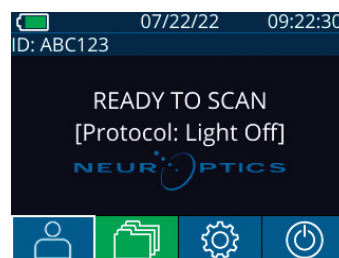 07/22/22 09:22:30
ID: ABC123
READY TO SCAN
[Protocol: Light Off]
NEUROPTICS